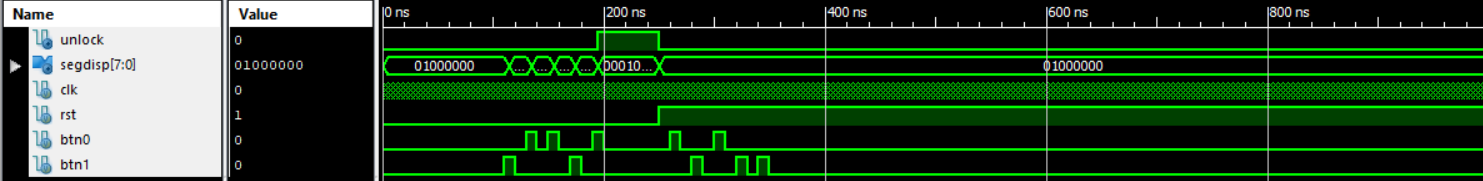 Name Value 0 ns 200 ns 400 ns 600 ns 800 ns
unlock 0
segdisp[7:0] 01000000 01000000 ... ... ... ... 00010... 01000000
clk 0
rst 1
btn0 0
btn1 0